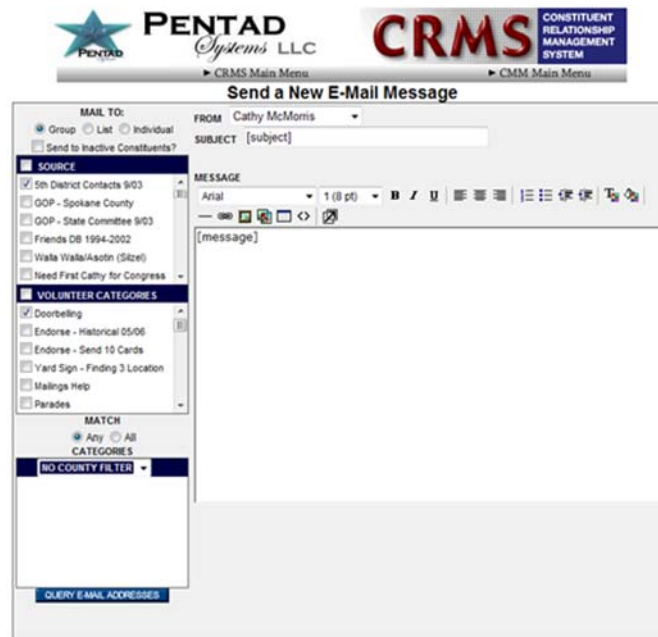 PENTAD
Systems LLC
PENTAD
CRMS
CONSTITUENT
RELATIONSHIP
MANAGEMENT
SYSTEM
► CRMS Main Menu
► CMM Main Menu
Send a New E-Mail Message
MAIL TO:
Group List Individual
Send to Inactive Constituents?
SOURCE
5th District Contacts 9/03
GOP - Spokane County
GOP - State Committee 9/03
Friends DB 1994-2002
Walla Walla/Asotin (Sitzel)
Need First Cathy for Congress
VOLUNTEER CATEGORIES
Doorbelling
Endorse - Historical 05/06
Endorse - Send 10 Cards
Yard Sign - Finding 3 Location
Mailings Help
Parades
MATCH
Any All
CATEGORIES
NO COUNTY FILTER
QUERY E-MAIL ADDRESSES
FROM Cathy McMorris
SUBJECT [subject]
MESSAGE
Arial 1 (8 pt) B I U
[message]